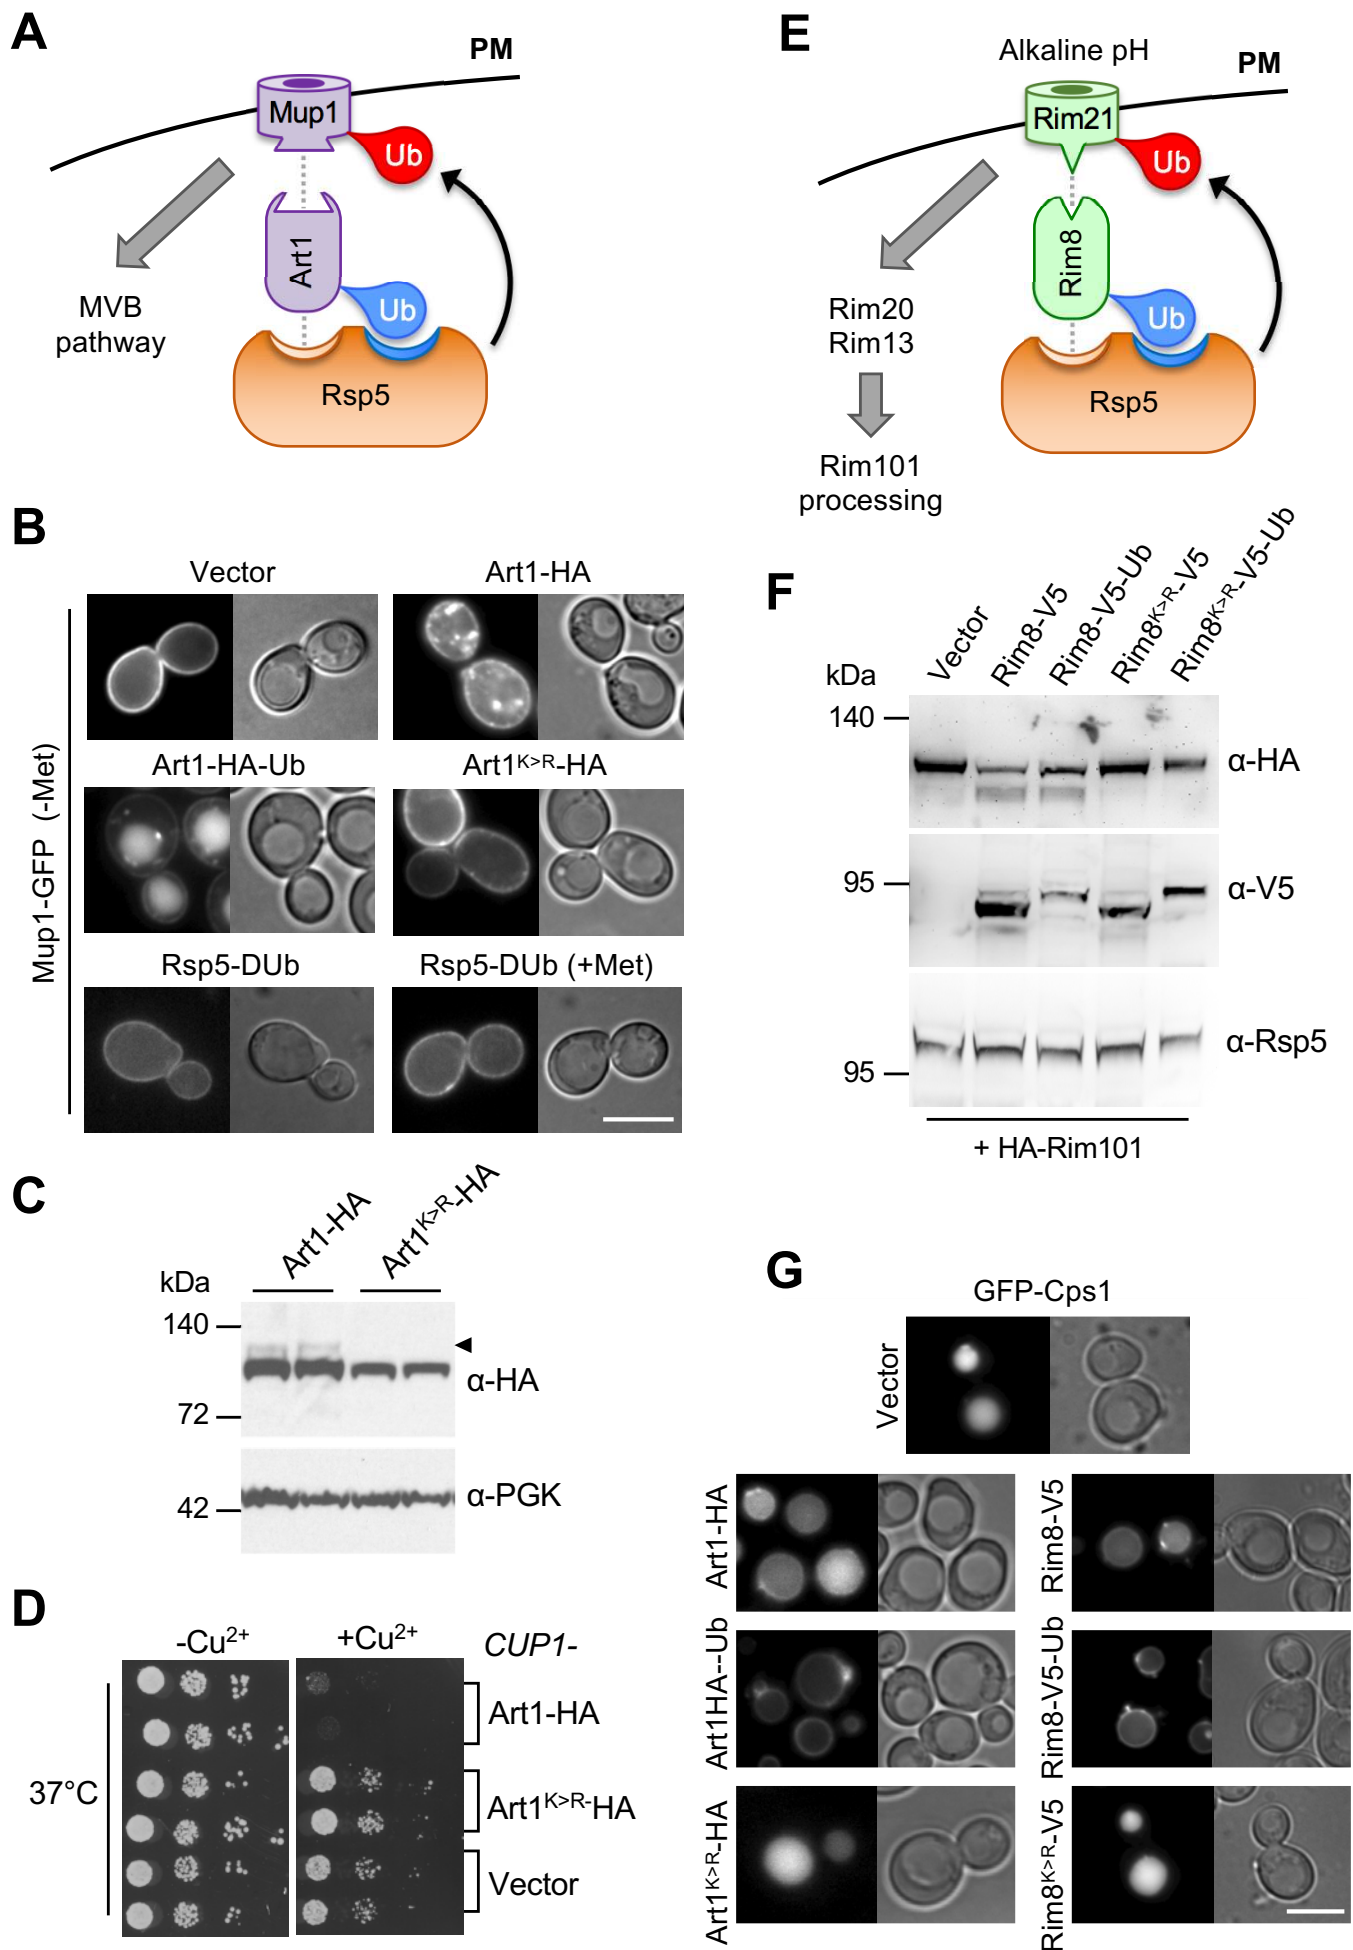 A
PM
Mup1
Ub
Art1
Ub
MVB
pathway
Rsp5
E
Alkaline pH
PM
Rim21
Ub
Rim8
Ub
Rim20
Rim13
Rsp5
Rim101
processing
B
Vector
Art1-HA
Art1-HA-Ub
Art1K>R-HA
Rsp5-DUb
Rsp5-DUb (+Met)
Mup1-GFP (-Met)
C
Art1-HA
Art1K>R-HA
kDa
140
72
α-HA
42
α-PGK
D
-Cu2+
+Cu2+
CUP1-
37°C
Art1-HA
Art1K>R-HA
Vector
F
Vector
Rim8-V5
Rim8-V5-Ub
Rim8K>R-V5
Rim8K>R-V5-Ub
kDa
140
α-HA
95
α-V5
95
α-Rsp5
+ HA-Rim101
G
GFP-Cps1
Vector
Art1-HA
Rim8-V5
Art1HA--Ub
Rim8-V5-Ub
Art1K>R-HA
Rim8K>R-V5